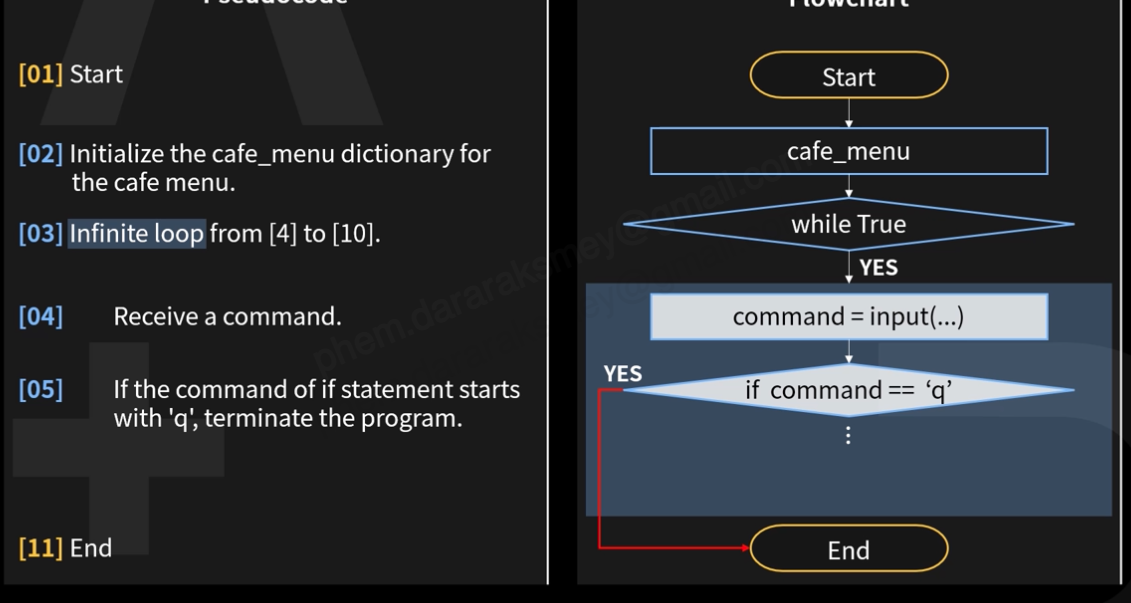 Pseudocode
[01] Start
[02] Initialize the cafe_menu dictionary for
the cafe menu.
[03] Infinite loop from [4] to [10].
[04] Receive a command.
[05] If the command of if statement starts
with 'q', terminate the program.
[11] End
Flowchart
Start
cafe_menu
while True
YES
command = input(...)
YES
if command == ‘q’
⋮
End
phem.dararaksmey@gmail.com